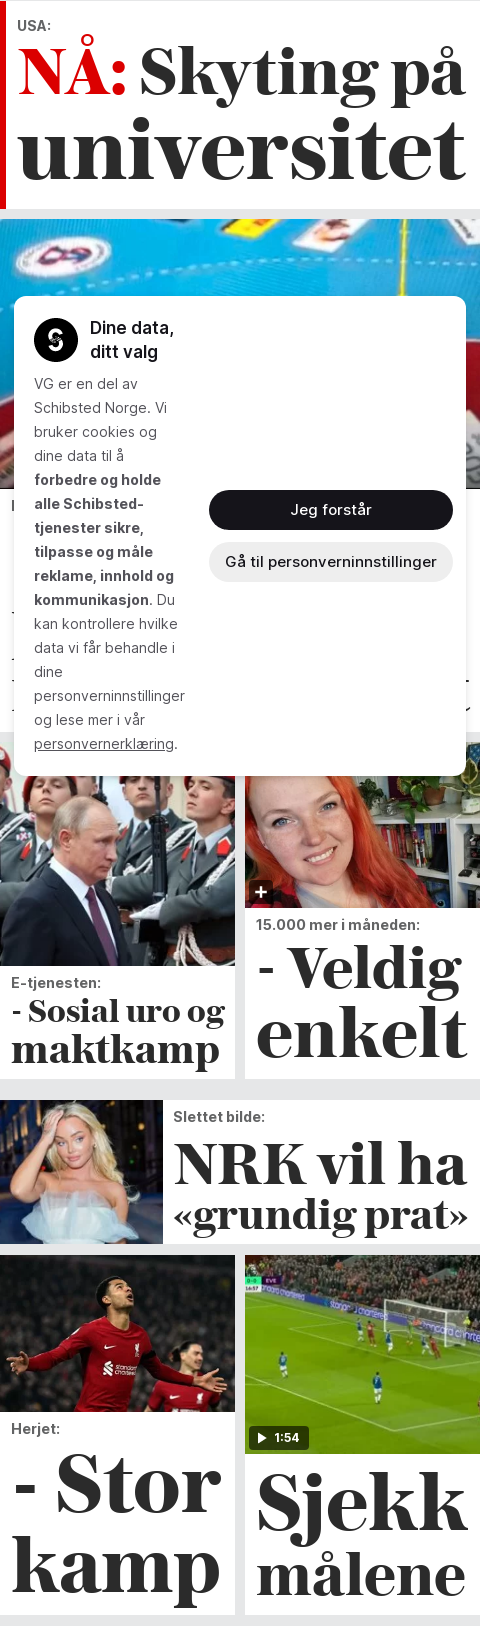 USA:
NÅ: Skyting på
universitet
Dine data,
ditt valg
VG er en del av
Schibsted Norge. Vi
bruker cookies og
dine data til å
forbedre og holde
alle Schibsted-
tjenester sikre,
tilpasse og måle
reklame, innhold og
kommunikasjon. Du
kan kontrollere hvilke
data vi får behandle i
dine
personverninnstillinger
og lese mer i vår
personvernerklæring.
Jeg forstår
Gå til personverninnstillinger
E-tjenesten:
- Sosial uro og
maktkamp
15.000 mer i måneden:
- Veldig
enkelt
Slettet bilde:
NRK vil ha
«grundig prat»
Herjet:
- Stor
kamp
0-0 EVE
1:54
Sjekk
målene